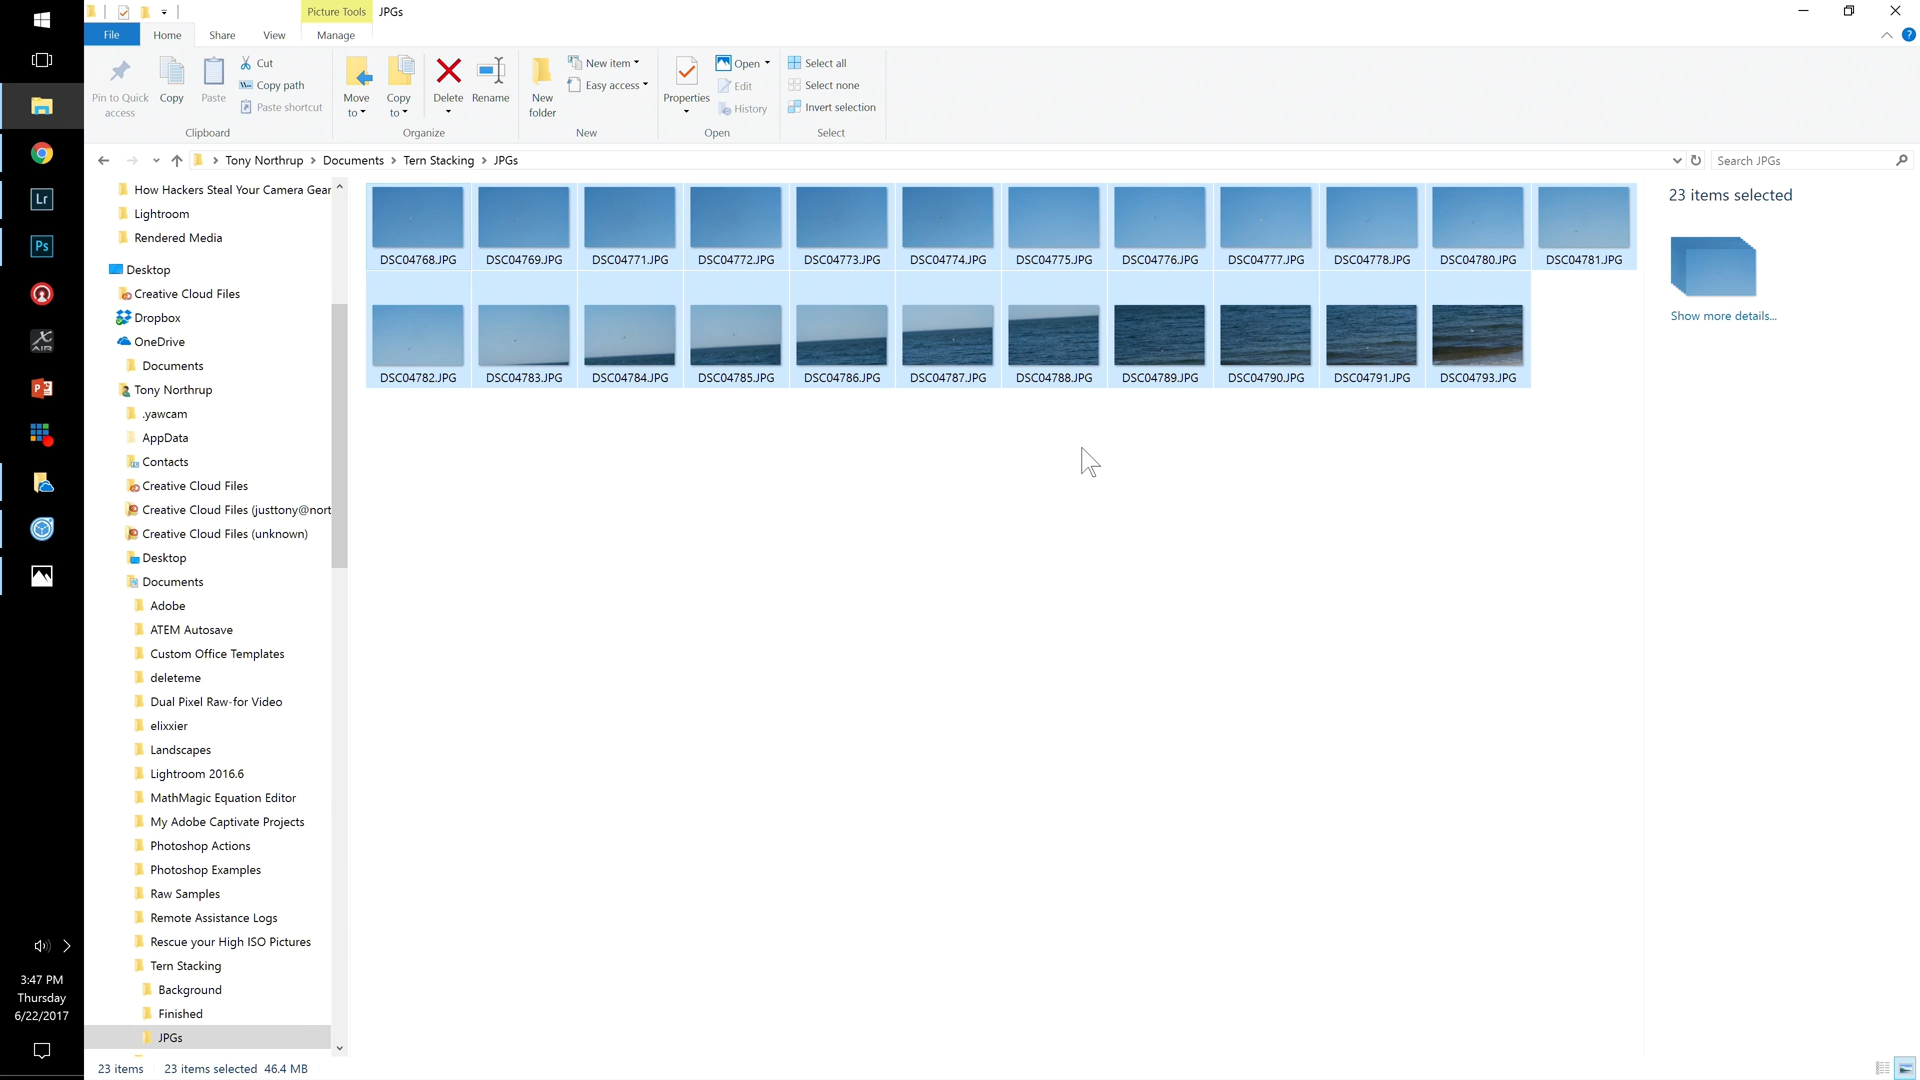 Picture Tools JPGs
File Home Share View Manage
Pin to Quick access
Copy
Paste
Cut
Copy path
Paste shortcut
Clipboard
Move to
Copy to
Delete
Rename
Organize
New folder
New item
Easy access
New
Properties
Open
Edit
History
Open
Select all
Select none
Invert selection
Select
Tony Northrup > Documents > Tern Stacking > JPGs
Search JPGs
How Hackers Steal Your Camera Gear
Lightroom
Rendered Media
Desktop
Creative Cloud Files
Dropbox
OneDrive
Documents
Tony Northrup
.yawcam
AppData
Contacts
Creative Cloud Files
Creative Cloud Files (justtony@nort
Creative Cloud Files (unknown)
Desktop
Documents
Adobe
ATEM Autosave
Custom Office Templates
deleteme
Dual Pixel Raw-for Video
elixxier
Landscapes
Lightroom 2016.6
MathMagic Equation Editor
My Adobe Captivate Projects
Photoshop Actions
Photoshop Examples
Raw Samples
Remote Assistance Logs
Rescue your High ISO Pictures
Tern Stacking
Background
Finished
JPGs
DSC04768.JPG DSC04769.JPG DSC04771.JPG DSC04772.JPG DSC04773.JPG DSC04774.JPG DSC04775.JPG DSC04776.JPG DSC04777.JPG DSC04778.JPG DSC04780.JPG DSC04781.JPG
DSC04782.JPG DSC04783.JPG DSC04784.JPG DSC04785.JPG DSC04786.JPG DSC04787.JPG DSC04788.JPG DSC04789.JPG DSC04790.JPG DSC04791.JPG DSC04793.JPG
23 items selected
Show more details...
Lr
Ps
AIR
3:47 PM
Thursday
6/22/2017
23 items 23 items selected 46.4 MB